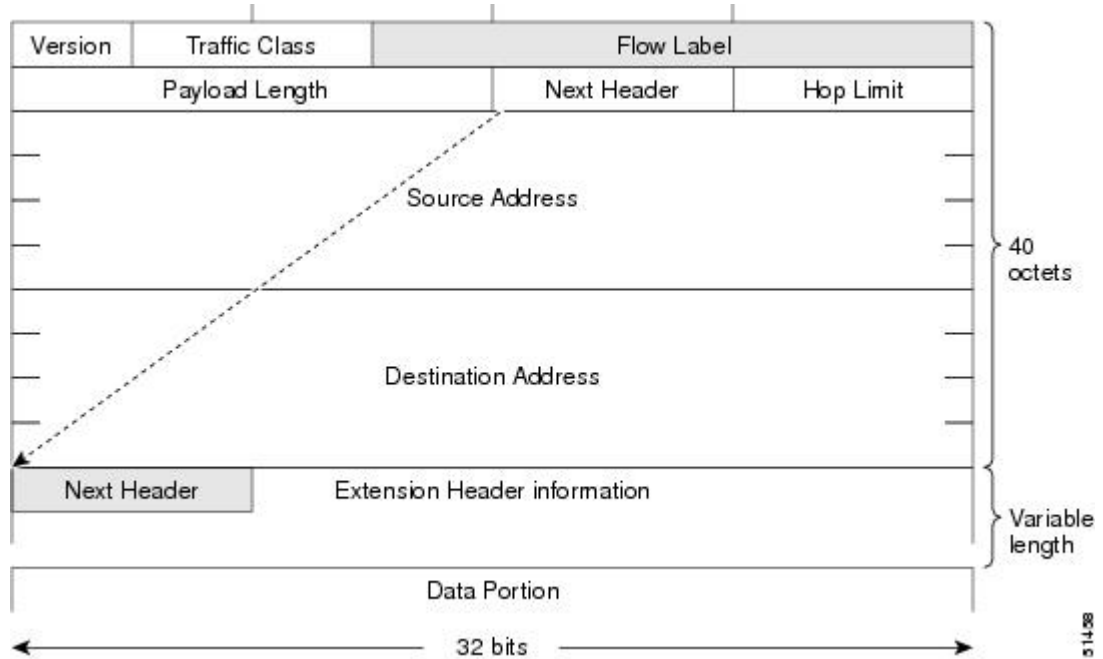 Version Traffic Class Flow Label
Payload Length Next Header Hop Limit
Source Address
40
octets
Destination Address
Next Header Extension Header information
Variable
length
Data Portion
32 bits
51458